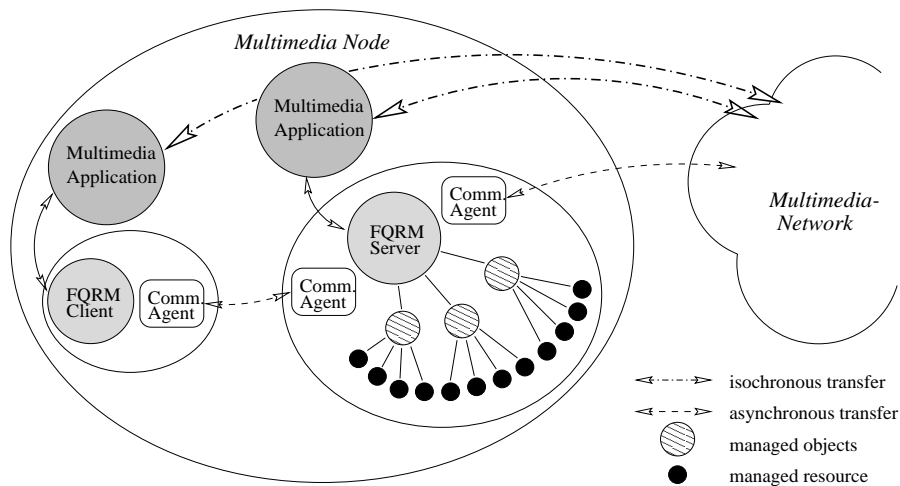 Multimedia Node
Multimedia
Application
Multimedia
Application
Comm.
Agent
Multimedia-
Network
FQRM
Server
FQRM
Client
Comm.
Agent
Comm.
Agent
isochronous transfer
asynchronous transfer
managed objects
managed resource